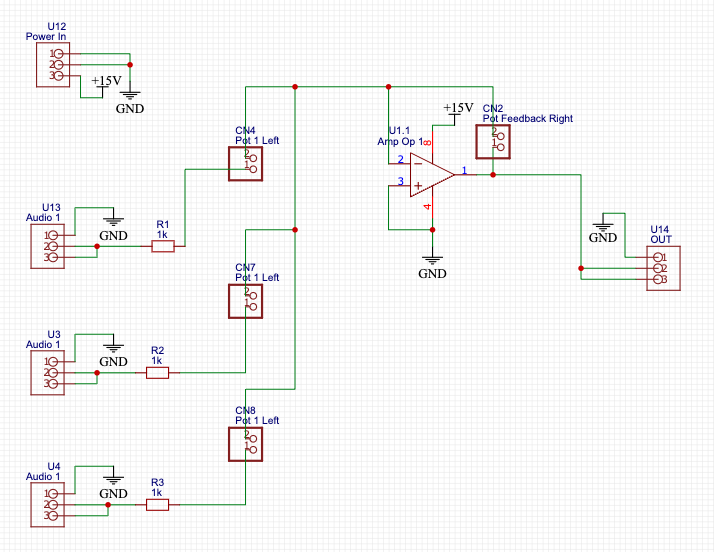 U12
Power In
1
2
3
+15V
GND
CN4
Pot 1 Left
2
1
+15V
U1.1
Amp Op 1
8
2
3
1
4
GND
CN2
Pot Feedback Right
2
1
U13
Audio 1
1
2
3
GND
R1
1k
GND
U14
OUT
1
2
3
CN7
Pot 1 Left
2
1
U3
Audio 1
1
2
3
GND
R2
1k
CN8
Pot 1 Left
2
1
U4
Audio 1
1
2
3
GND
R3
1k